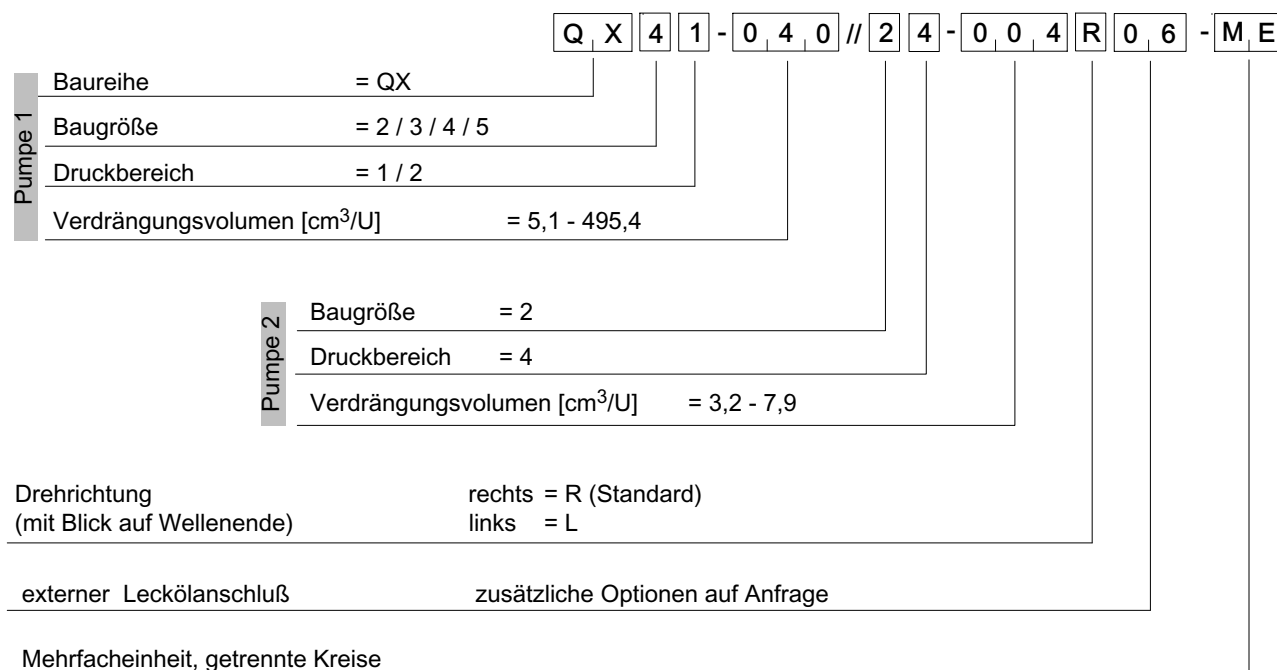 QX41-040//24-004R06-ME
Pumpe 1
Baureihe = QX
Baugröße = 2 / 3 / 4 / 5
Druckbereich = 1 / 2
Verdrängungsvolumen [cm³/U] = 5,1 - 495,4
Pumpe 2
Baugröße = 2
Druckbereich = 4
Verdrängungsvolumen [cm³/U] = 3,2 - 7,9
Drehrichtung rechts = R (Standard)
(mit Blick auf Wellenende) links = L
externer Leckölanschluß zusätzliche Optionen auf Anfrage
Mehrfacheinheit, getrennte Kreise